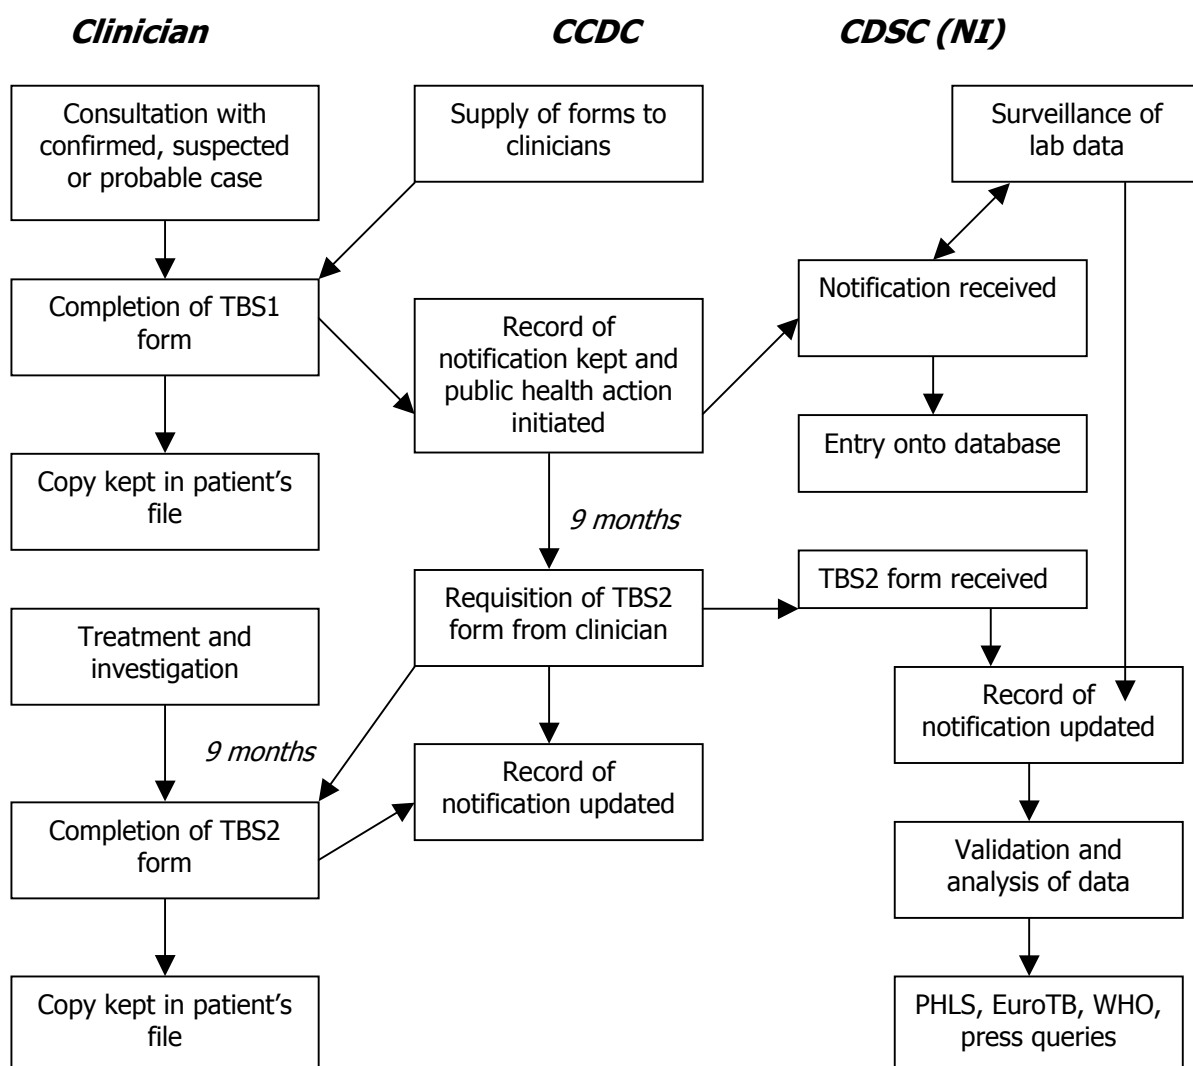 Clinician
CCDC
CDSC (NI)
Consultation with
confirmed, suspected
or probable case
Supply of forms to
clinicians
Surveillance of
lab data
Completion of TBS1
form
Record of
notification kept and
public health action
initiated
Notification received
Entry onto database
Copy kept in patient's
file
9 months
Requisition of TBS2
form from clinician
TBS2 form received
Treatment and
investigation
Record of
notification updated
9 months
Record of
notification updated
Completion of TBS2
form
Validation and
analysis of data
Copy kept in patient's
file
PHLS, EuroTB, WHO,
press queries